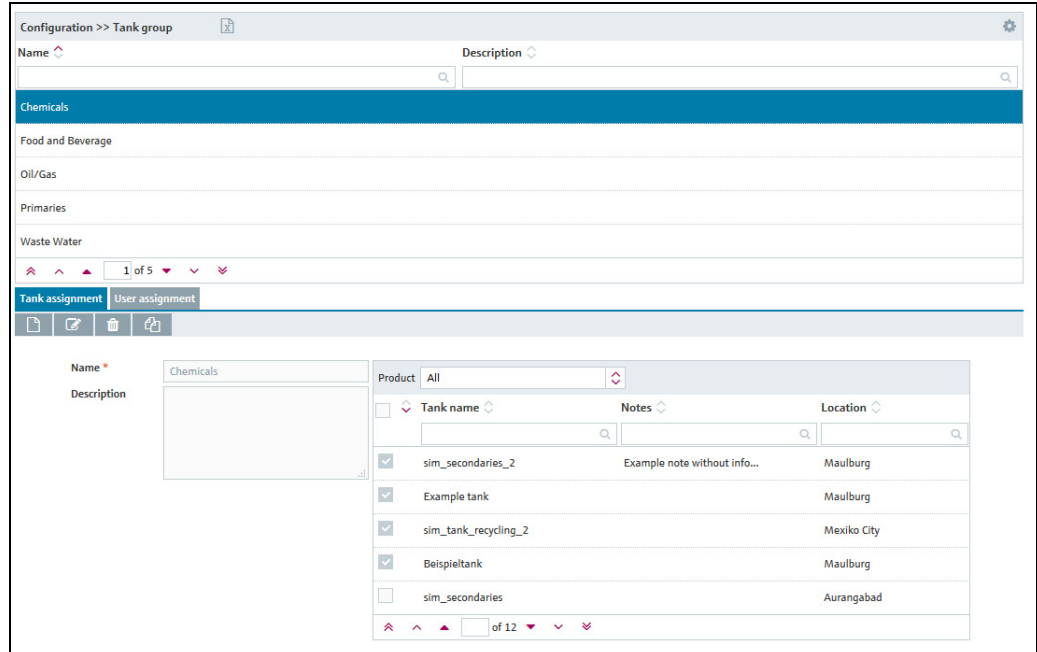 Configuration >> Tank group
Name Description
Chemicals
Food and Beverage
Oil/Gas
Primaries
Waste Water
1 of 5
Tank assignment User assignment
Name * Chemicals
Description
Product All
Tank name Notes Location
sim_secondaries_2 Example note without info... Maulburg
Example tank Maulburg
sim_tank_recycling_2 Mexiko City
Beispieltank Maulburg
sim_secondaries Aurangabad
of 12